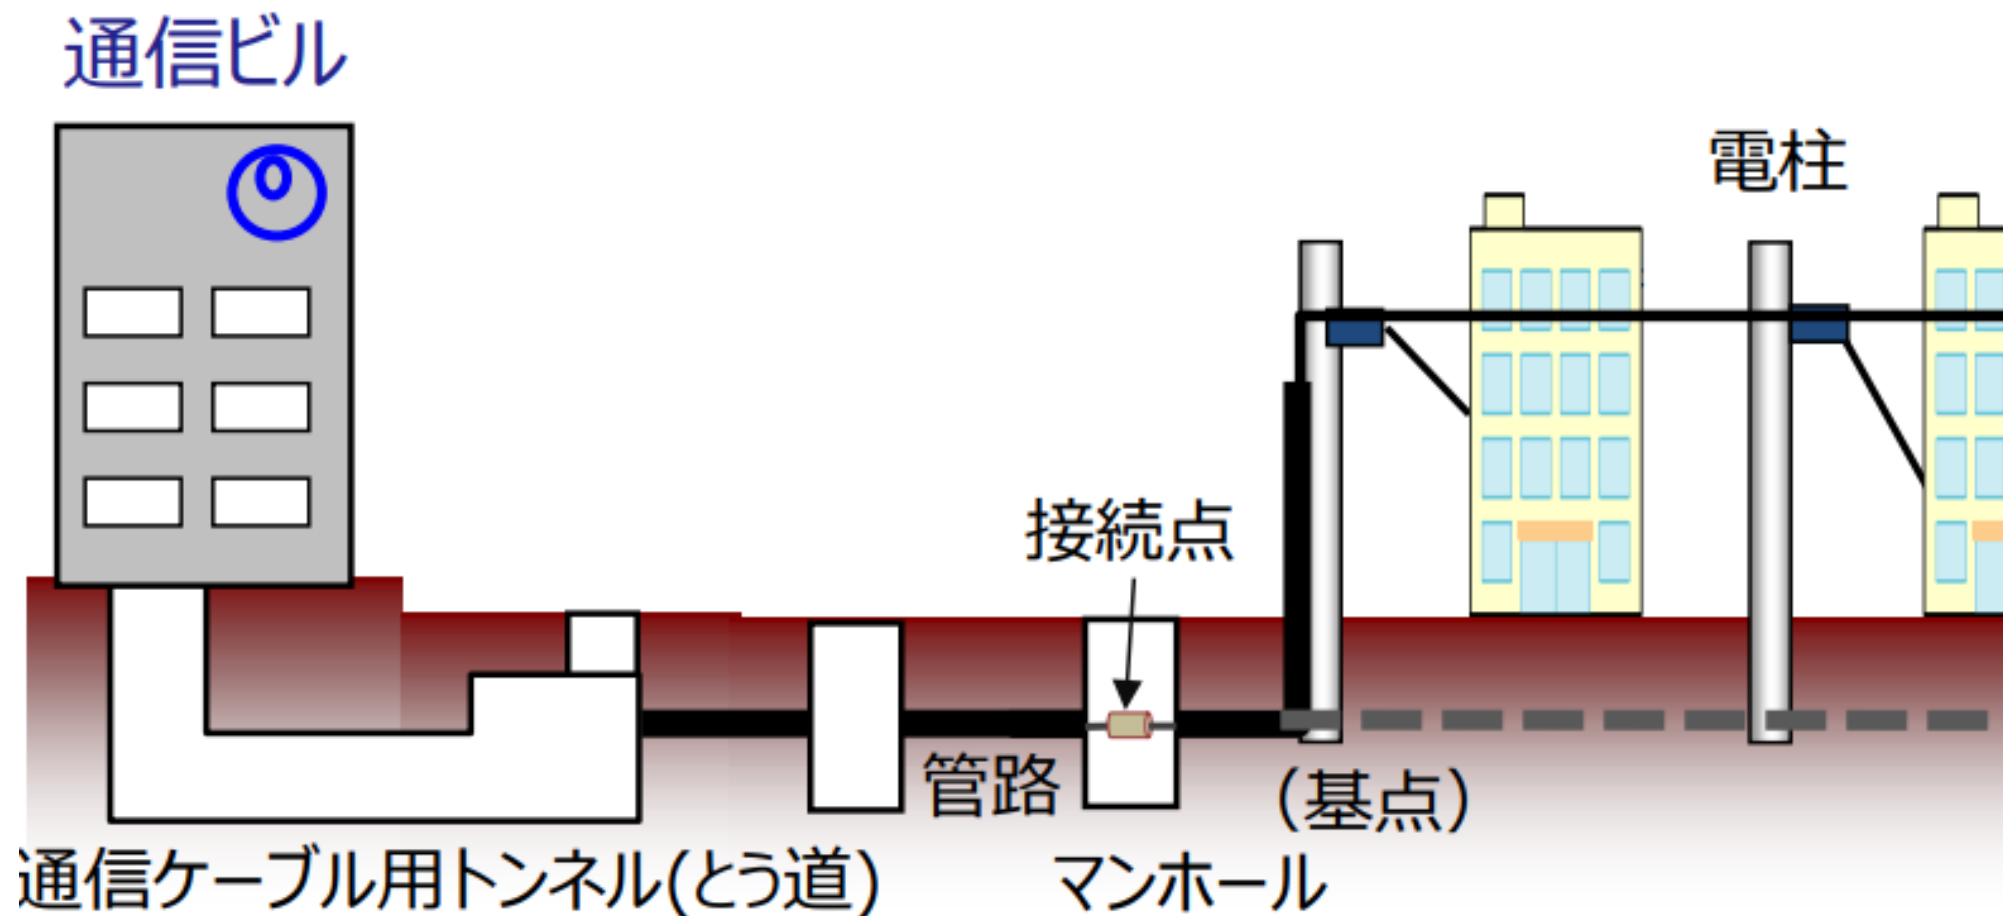 通信ビル
電柱
接続点
管路
(基点)
通信ケーブル用トンネル(とう道)
マンホール